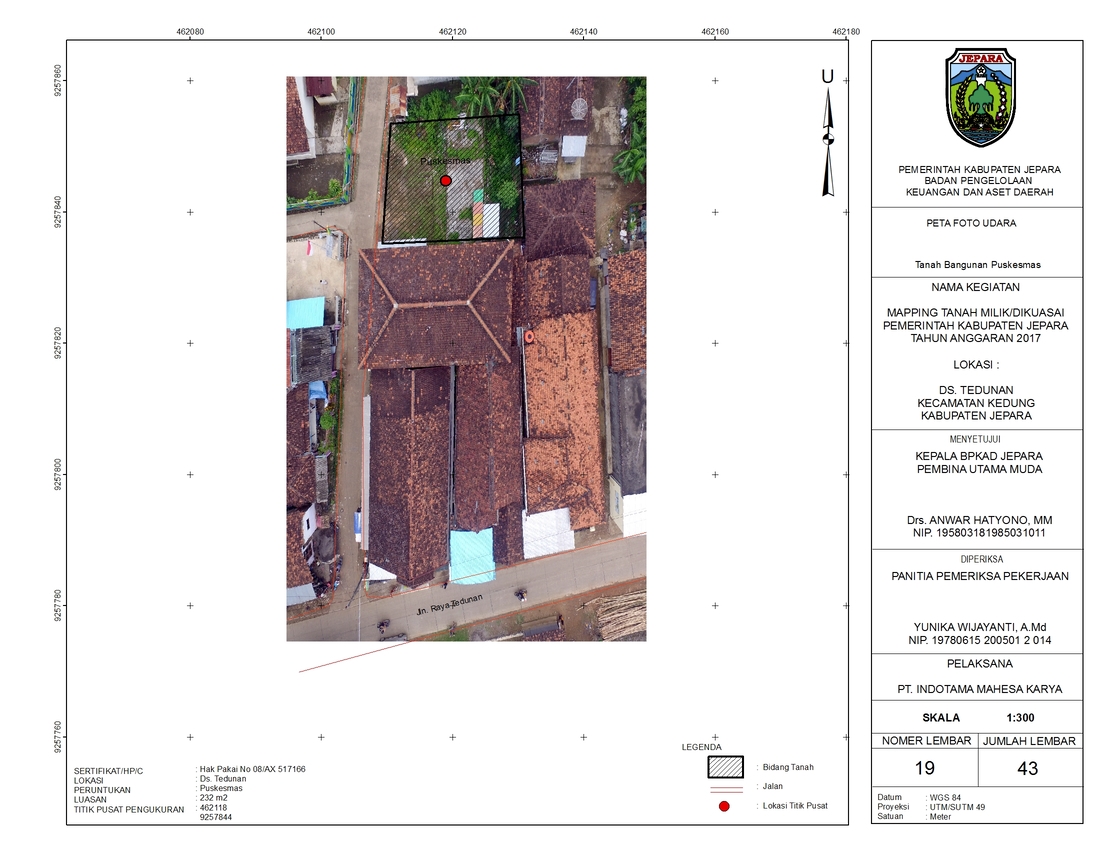 462080
462100
462120
462140
462160
462180
9257860
9257840
9257820
9257800
9257780
9257760
U
Puskesmas
Jln. Raya Tedunan
SERTIFIKAT/HP/C : Hak Pakai No 08/AX 517166
LOKASI : Ds. Tedunan
PERUNTUKAN : Puskesmas
LUASAN : 232 m2
TITIK PUSAT PENGUKURAN : 462118
9257844
LEGENDA
: Bidang Tanah
: Jalan
: Lokasi Titik Pusat
JEPARA
PEMERINTAH KABUPATEN JEPARA
BADAN PENGELOLAAN
KEUANGAN DAN ASET DAERAH
PETA FOTO UDARA
Tanah Bangunan Puskesmas
NAMA KEGIATAN
MAPPING TANAH MILIK/DIKUASAI
PEMERINTAH KABUPATEN JEPARA
TAHUN ANGGARAN 2017
LOKASI :
DS. TEDUNAN
KECAMATAN KEDUNG
KABUPATEN JEPARA
MENYETUJUI
KEPALA BPKAD JEPARA
PEMBINA UTAMA MUDA
Drs. ANWAR HATYONO, MM
NIP. 195803181985031011
DIPERIKSA
PANITIA PEMERIKSA PEKERJAAN
YUNIKA WIJAYANTI, A.Md
NIP. 19780615 200501 2 014
PELAKSANA
PT. INDOTAMA MAHESA KARYA
SKALA 1:300
NOMER LEMBAR JUMLAH LEMBAR
19 43
Datum : WGS 84
Proyeksi : UTM/SUTM 49
Satuan : Meter